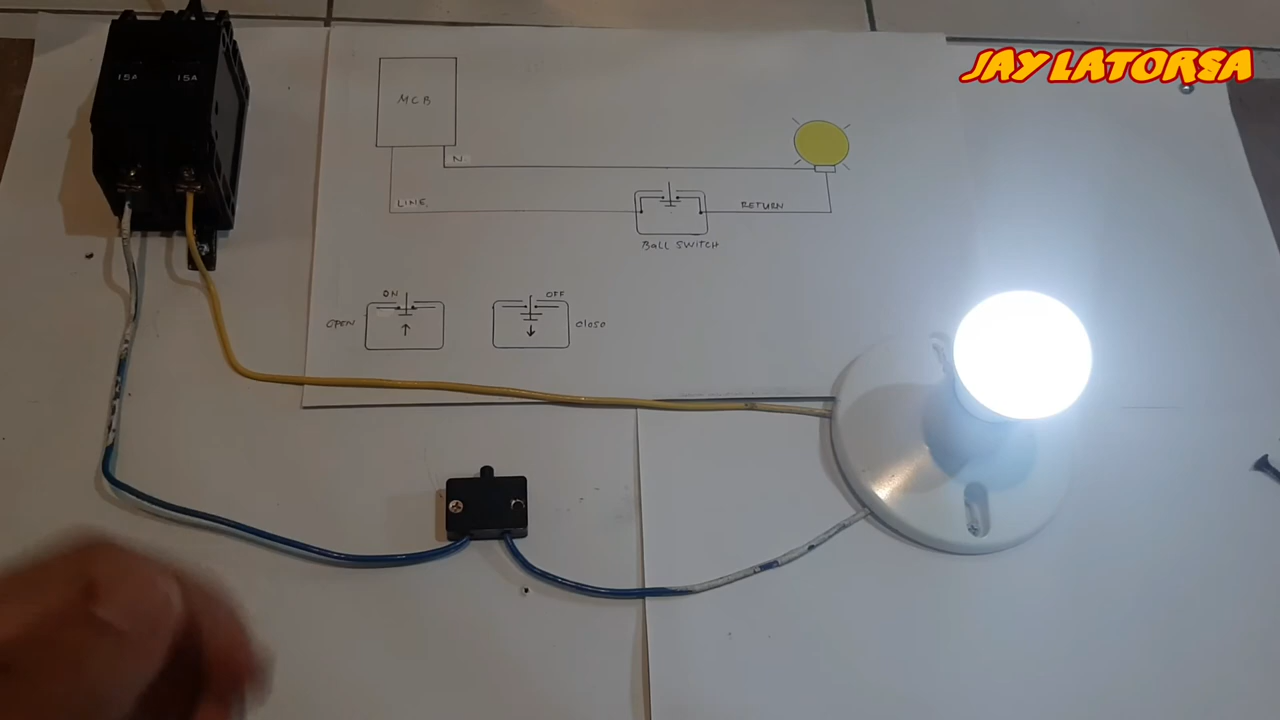 JAY LATORSA
15A 15A
MCB
N.
LINE.
RETURN
BALL SWITCH
ON
OFF
OPEN
Close